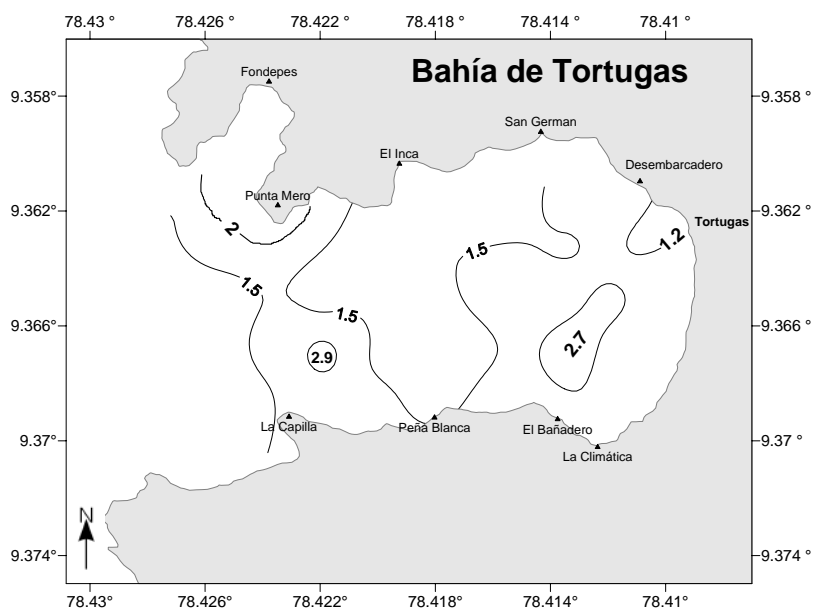 78.43 ° 78.426 ° 78.422 ° 78.418 ° 78.414 ° 78.41 °
Bahía de Tortugas
Fondepes
9.358 ° 9.358 °
San German
El Inca
Desembarcadero
Punta Mero
9.362 ° 9.362 °
Tortugas
2
1.2
1.5
1.5
1.5
9.366 ° 9.366 °
2.7
2.9
La Capilla
Peña Blanca
El Bañadero
9.37 ° 9.37 °
La Climática
N
9.374 ° 9.374 °
78.43 ° 78.426° 78.422 ° 78.418 ° 78.414 ° 78.41 °